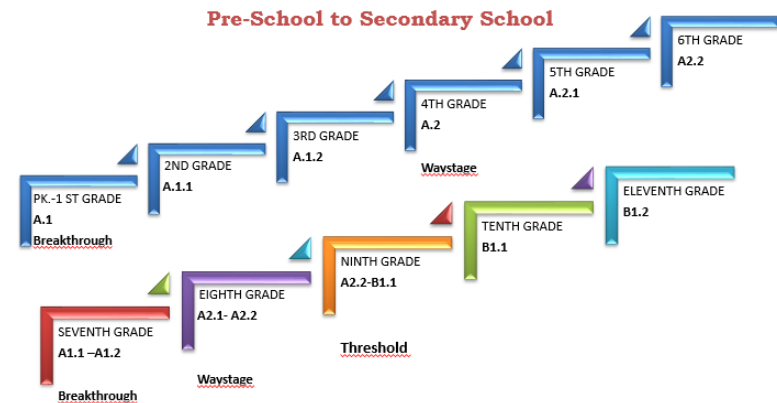 Pre-School to Secondary School
PK.-1 ST GRADE
A.1
Breakthrough
2ND GRADE
A.1.1
3RD GRADE
A.1.2
4TH GRADE
A.2
Waystage
5TH GRADE
A.2.1
6TH GRADE
A2.2
SEVENTH GRADE
A1.1 –A1.2
Breakthrough
EIGHTH GRADE
A2.1- A2.2
Waystage
NINTH GRADE
A2.2-B1.1
Threshold
TENTH GRADE
B1.1
ELEVENTH GRADE
B1.2